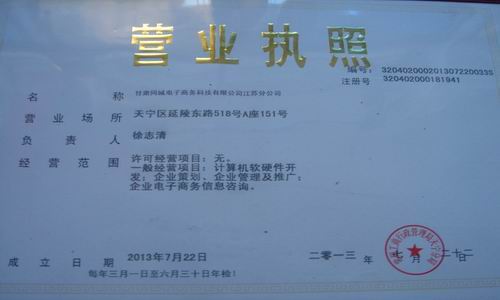 营业执照
编号: 320402000201307220033S
注册号 320402000181941
名 称 甘肃同城电子商务科技有限公司江苏分公司
营业场所 天宁区延陵东路518号A座151号
负责人 徐志清
经营范围 许可经营项目: 无。
一般经营项目: 计算机软硬件开
发; 企业策划、企业管理及推广;
企业电子商务信息咨询。
成立日期 2013年7月22日
二〇一三 年 七 月 二十二
每年三月一日至六月三十日年检!